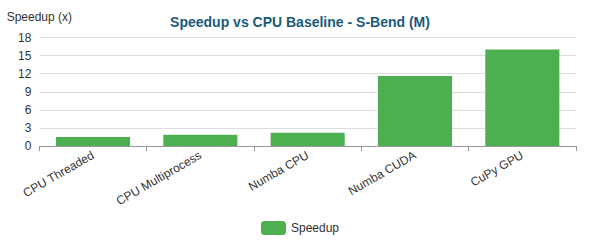 Speedup (x)
Speedup vs CPU Baseline - S-Bend (M)
18
15
12
9
6
3
0
CPU Threaded
CPU Multiprocess
Numba CPU
Numba CUDA
CuPy GPU
Speedup